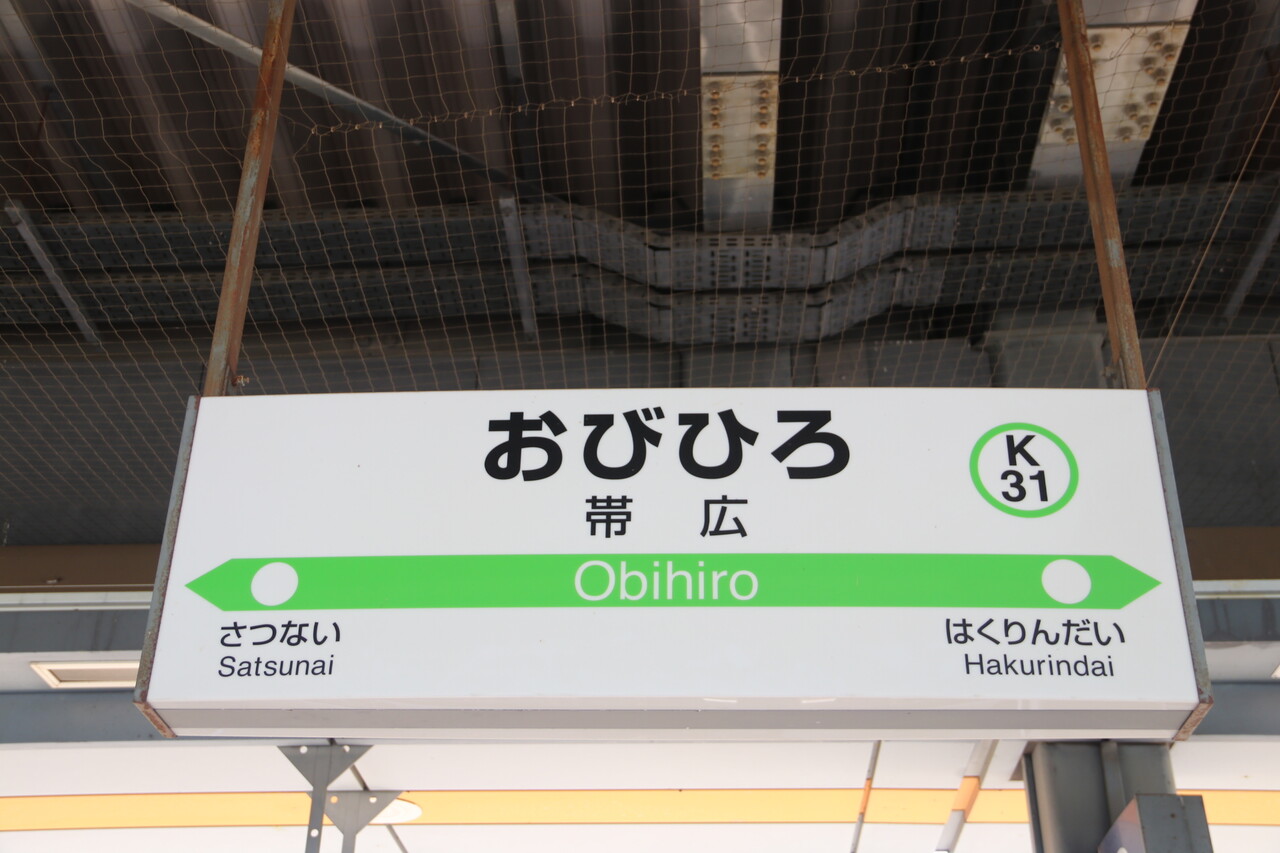 おびひろ
帯広
K
31
Obihiro
さつない
Satsunai
はくりんだい
Hakurindai